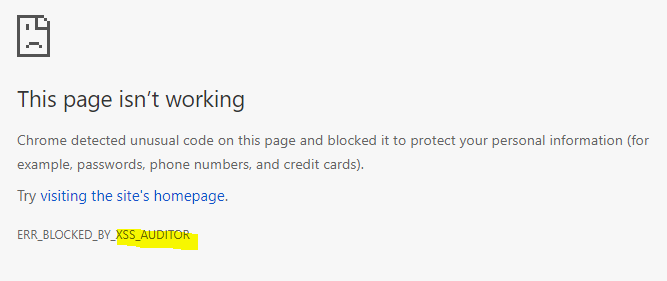 This page isn’t working
Chrome detected unusual code on this page and blocked it to protect your personal information (for
example, passwords, phone numbers, and credit cards).
Try visiting the site's homepage.
ERR_BLOCKED_BY_XSS_AUDITOR